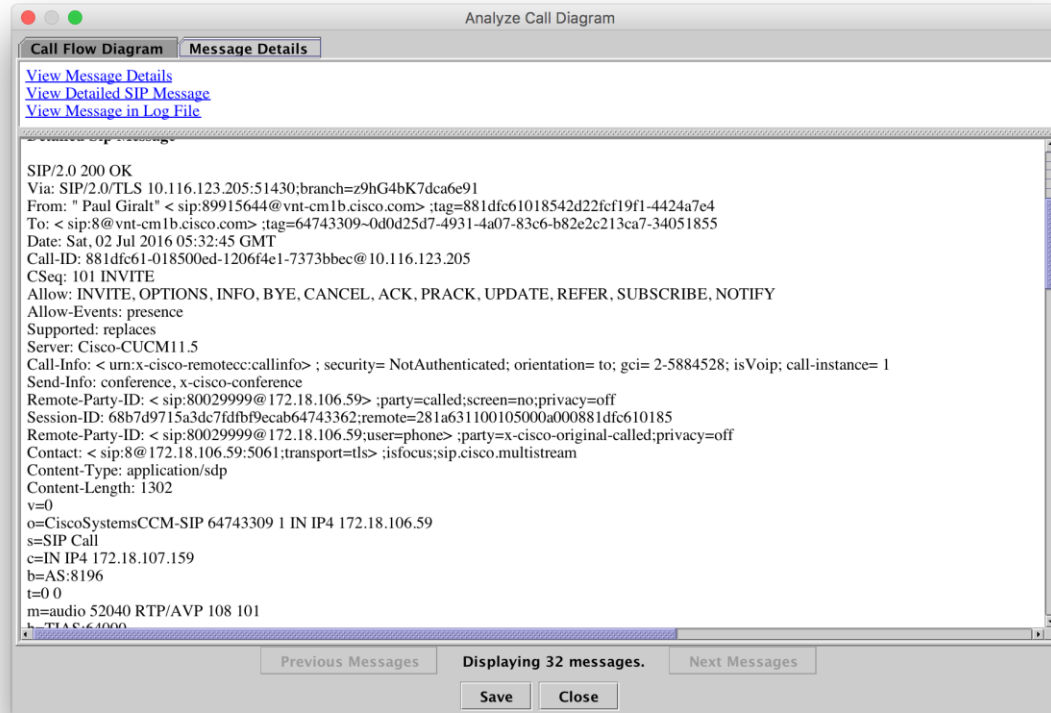 Analyze Call Diagram
Call Flow Diagram
Message Details
View Message Details
View Detailed SIP Message
View Message in Log File
Detailed Sip Message
SIP/2.0 200 OK
Via: SIP/2.0/TLS 10.116.123.205:51430;branch=z9hG4bK7dca6e91
From: " Paul Giralt" < sip:89915644@vnt-cm1b.cisco.com> ;tag=881dfc61018542d22fcf19f1-4424a7e4
To: < sip:8@vnt-cm1b.cisco.com> ;tag=64743309~0d0d25d7-4931-4a07-83c6-b82e2c213ca7-34051855
Date: Sat, 02 Jul 2016 05:32:45 GMT
Call-ID: 881dfc61-018500ed-1206f4e1-7373bbec@10.116.123.205
CSeq: 101 INVITE
Allow: INVITE, OPTIONS, INFO, BYE, CANCEL, ACK, PRACK, UPDATE, REFER, SUBSCRIBE, NOTIFY
Allow-Events: presence
Supported: replaces
Server: Cisco-CUCM11.5
Call-Info: < urn:x-cisco-remotecc:callinfo> ; security= NotAuthenticated; orientation= to; gci= 2-5884528; isVoip; call-instance= 1
Send-Info: conference, x-cisco-conference
Remote-Party-ID: < sip:80029999@172.18.106.59> ;party=called;screen=no;privacy=off
Session-ID: 68b7d9715a3dc7fdfbf9ecab64743362;remote=281a631100105000a000881dfc610185
Remote-Party-ID: < sip:80029999@172.18.106.59;user=phone> ;party=x-cisco-original-called;privacy=off
Contact: < sip:8@172.18.106.59:5061;transport=tls> ;isfocus;sip.cisco.multistream
Content-Type: application/sdp
Content-Length: 1302
v=0
o=CiscoSystemsCCM-SIP 64743309 1 IN IP4 172.18.106.59
s=SIP Call
c=IN IP4 172.18.107.159
b=AS:8196
t=0 0
m=audio 52040 RTP/AVP 108 101
b=TIAS:64000
Previous Messages
Displaying 32 messages.
Next Messages
Save
Close